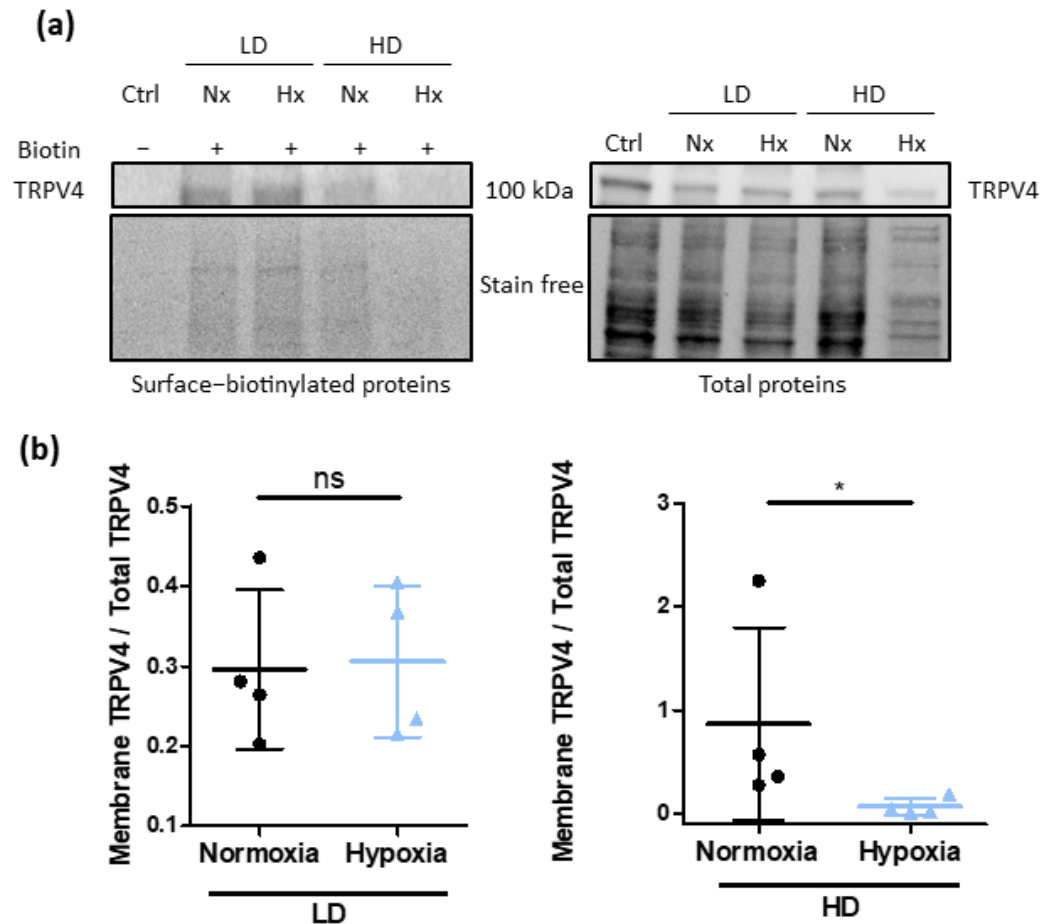 (a)
LD HD
Ctrl Nx Hx Nx Hx
Biotin − + + + +
TRPV4
Surface−biotinylated proteins
100 kDa
Stain free
LD HD
Ctrl Nx Hx Nx Hx
TRPV4
Total proteins
(b)
Membrane TRPV4 / Total TRPV4
ns
0.5
0.4
0.3
0.2
0.1
Normoxia Hypoxia
LD
Membrane TRPV4 / Total TRPV4
*
3
2
1
0
Normoxia Hypoxia
HD